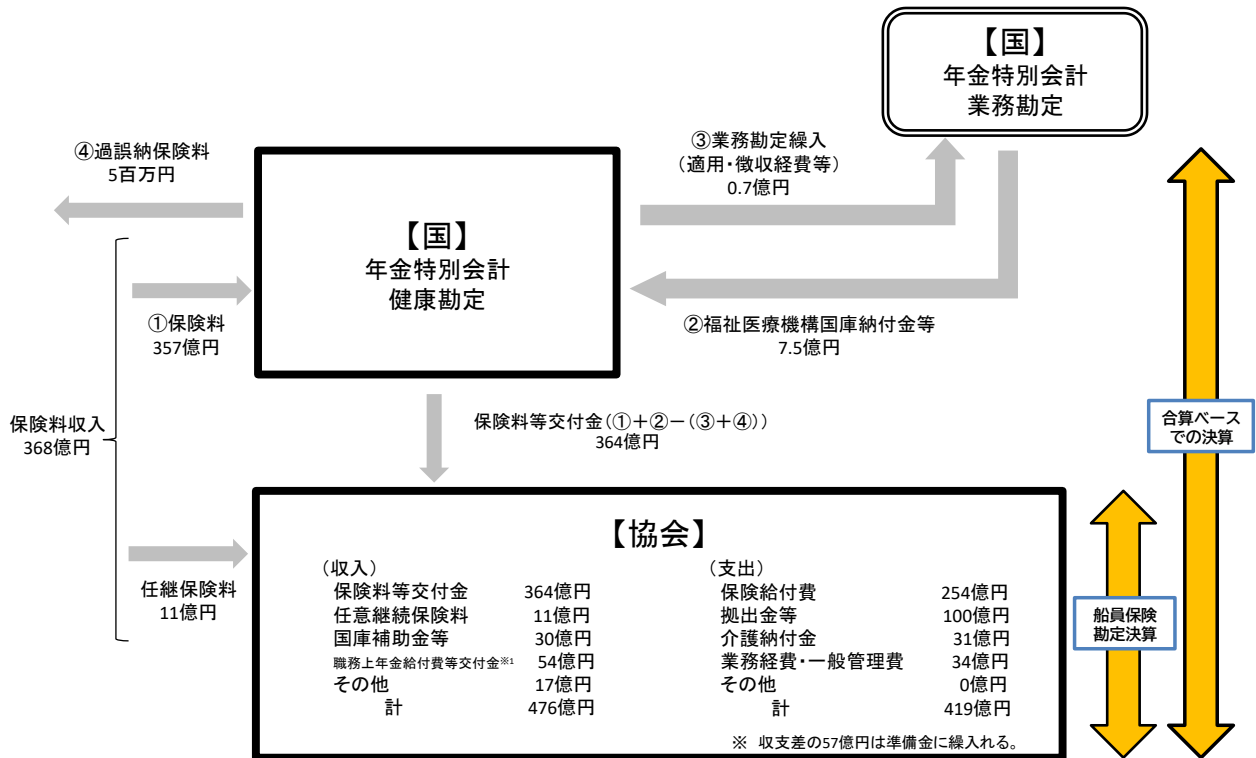 【国】
年金特別会計
業務勘定
④過誤納保険料
5百万円
③業務勘定繰入
（適用・徴収経費等）
0.7億円
【国】
年金特別会計
健康勘定
①保険料
357億円
②福祉医療機構国庫納付金等
7.5億円
保険料収入
368億円
保険料等交付金（①＋②－（③＋④））
364億円
合算ベース
での決算
任継保険料
11億円
【協会】
（収入）
保険料等交付金 364億円
任意継続保険料 11億円
国庫補助金等 30億円
職務上年金給付費等交付金※1 54億円
その他 17億円
計 476億円
（支出）
保険給付費 254億円
拠出金等 100億円
介護納付金 31億円
業務経費・一般管理費 34億円
その他 0億円
計 419億円
※ 収支差の57億円は準備金に繰入れる。
船員保険
勘定決算